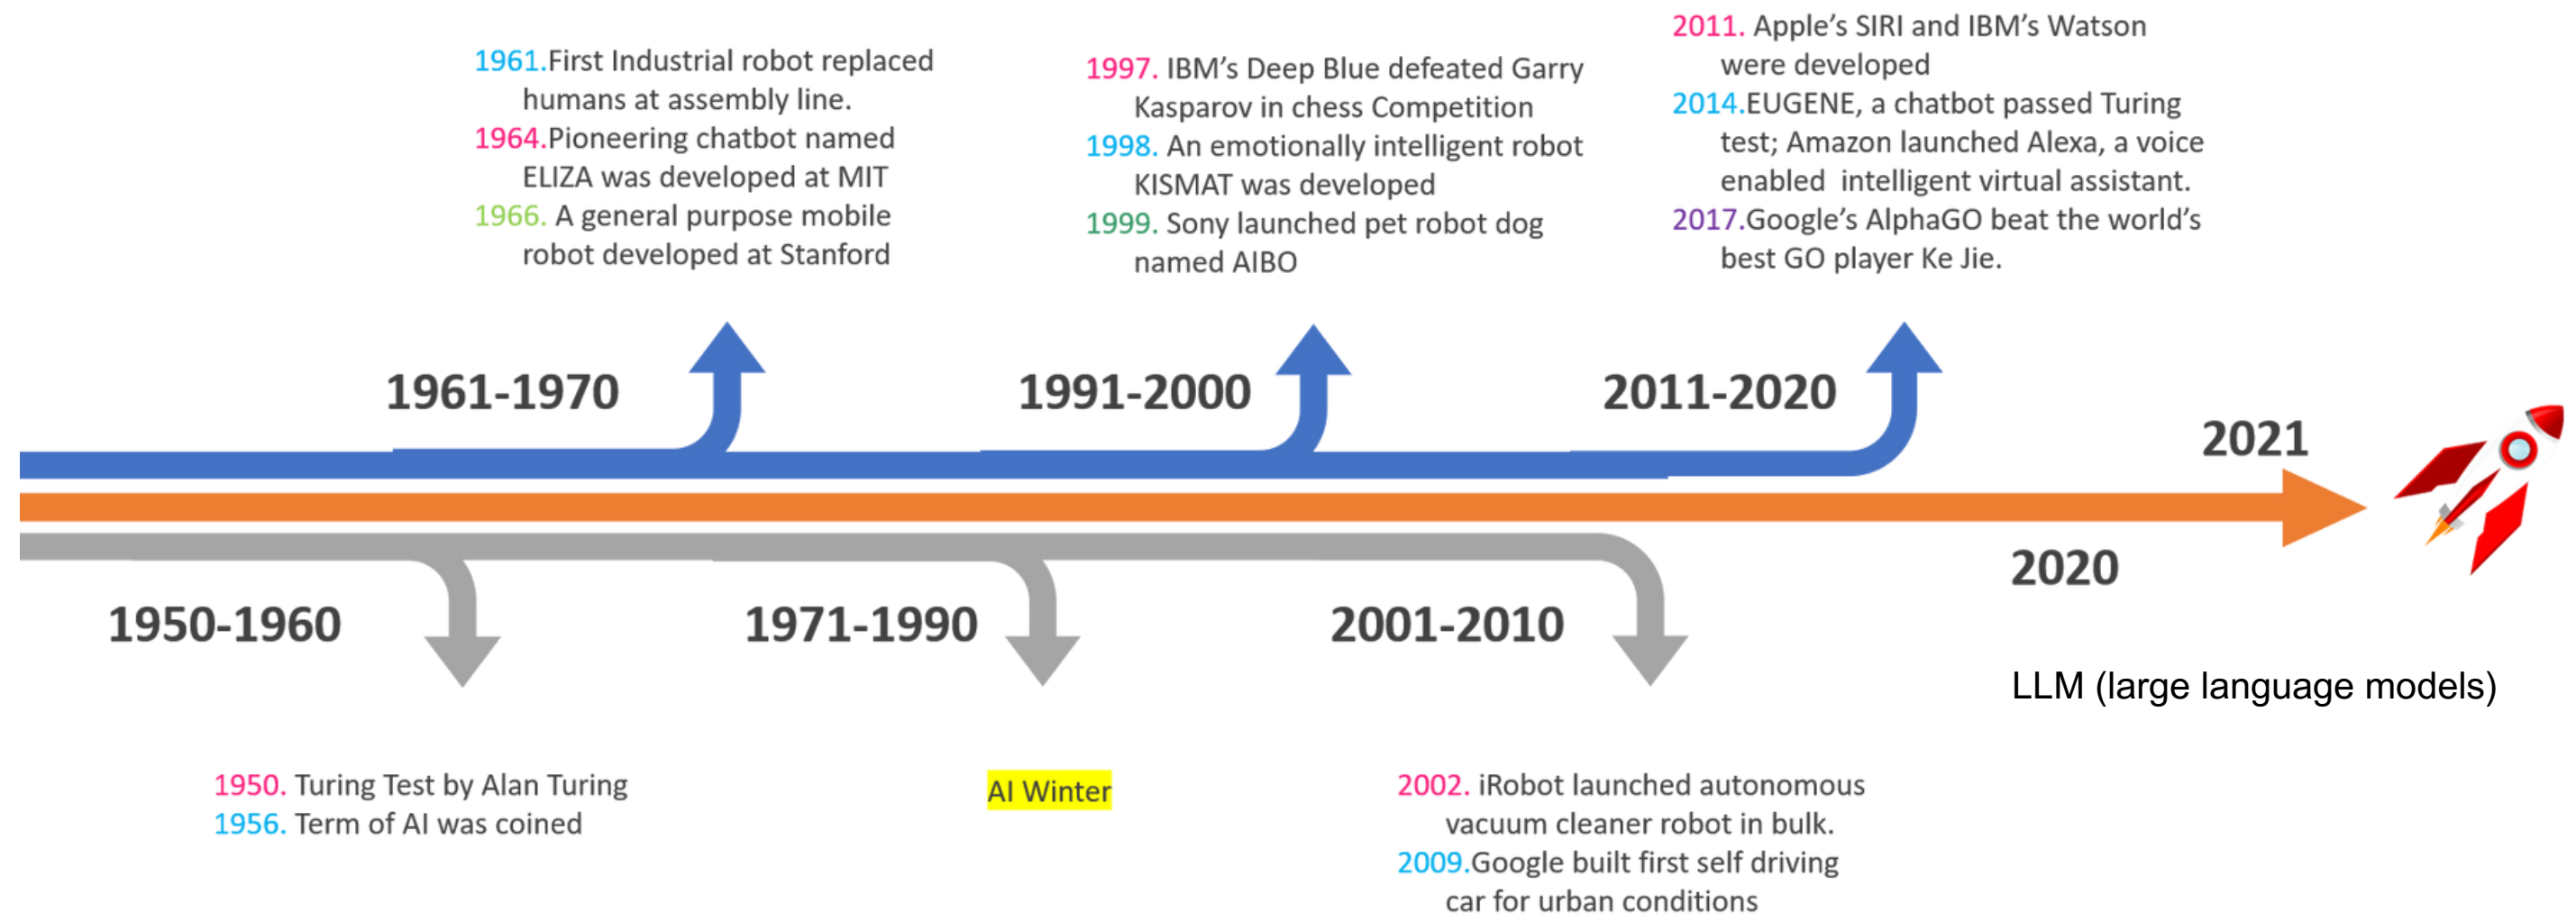 1961.First Industrial robot replaced
humans at assembly line.
1964.Pioneering chatbot named
ELIZA was developed at MIT
1966. A general purpose mobile
robot developed at Stanford
1997. IBM's Deep Blue defeated Garry
Kasparov in chess Competition
1998. An emotionally intelligent robot
KISMAT was developed
1999. Sony launched pet robot dog
named AIBO
2011. Apple's SIRI and IBM's Watson
were developed
2014.EUGENE, a chatbot passed Turing
test; Amazon launched Alexa, a voice
enabled intelligent virtual assistant.
2017.Google's AlphaGO beat the world's
best GO player Ke Jie.
1961-1970
1991-2000
2011-2020
2021
1950-1960
1971-1990
2001-2010
2020
LLM (large language models)
1950. Turing Test by Alan Turing
1956. Term of AI was coined
AI Winter
2002. iRobot launched autonomous
vacuum cleaner robot in bulk.
2009.Google built first self driving
car for urban conditions